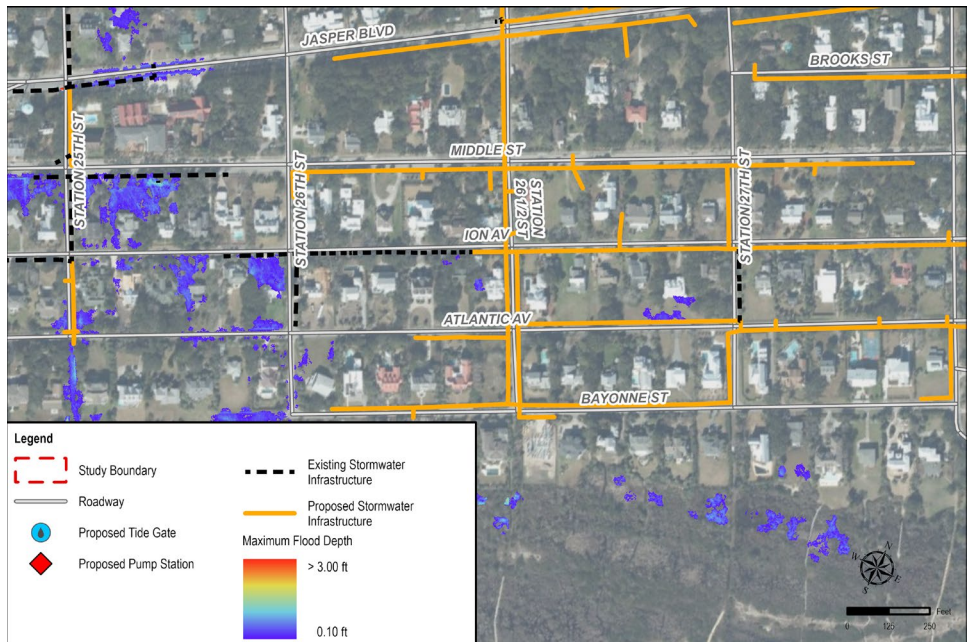 JASPER BLVD
BROOKS ST
STATION 25TH ST
MIDDLE ST
STATION 26TH ST
STATION
26 1/2 ST
STATION 27TH ST
ION AV
ATLANTIC AV
BAYONNE ST
Legend
Study Boundary
Roadway
Proposed Tide Gate
Proposed Pump Station
Existing Stormwater
Infrastructure
Proposed Stormwater
Infrastructure
Maximum Flood Depth
> 3.00 ft
0.10 ft
N
W
E
S
Feet
0 125 250